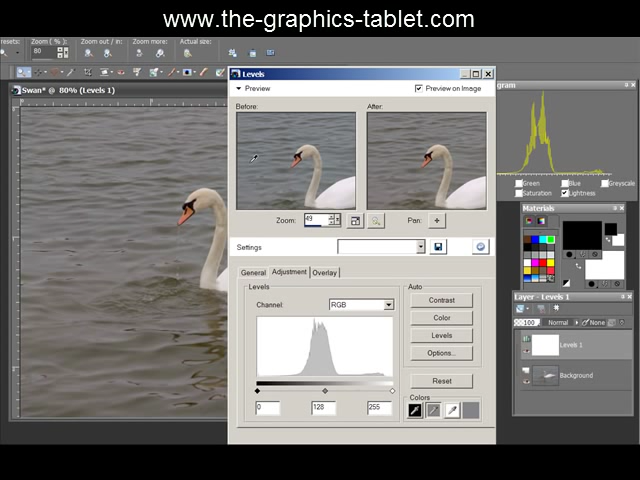 www.the-graphics-tablet.com
resets:
Zoom ( % ):
Zoom out / in:
Zoom more:
Actual size:
80
Swan* @ 80% (Levels 1)
Levels
Preview
Preview on Image
Before:
After:
Zoom:
49
Pan:
Settings
General
Adjustment
Overlay
Levels
Channel:
RGB
0
128
255
Auto
Contrast
Color
Levels
Options...
Reset
Colors
gram
Green
Blue
Greyscale
Saturation
Lightness
Materials
Layer - Levels 1
100
Normal
None
Levels 1
Background